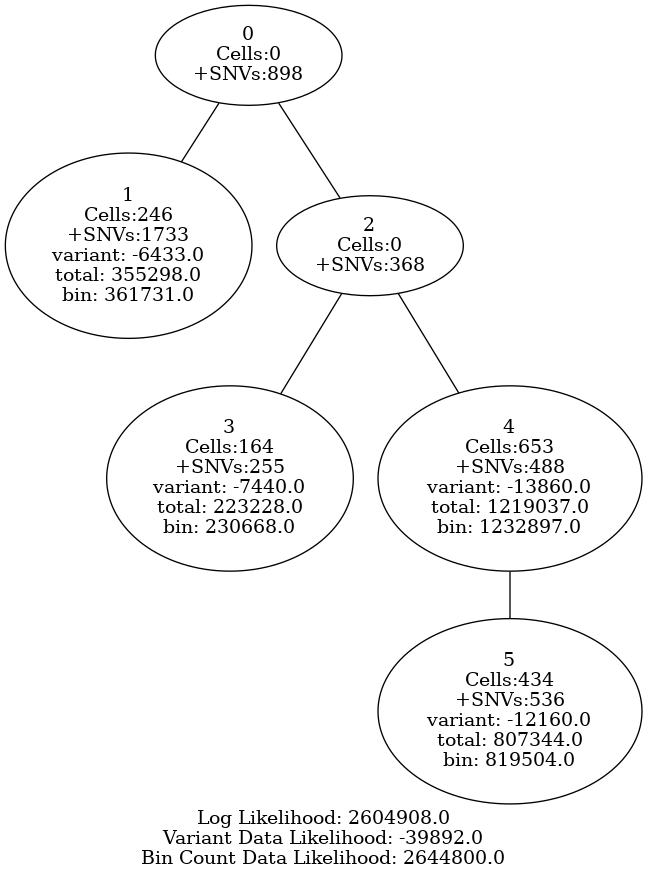 0
Cells:0
+SNVs:898
1
Cells:246
+SNVs:1733
variant: -6433.0
total: 355298.0
bin: 361731.0
2
Cells:0
+SNVs:368
3
Cells:164
+SNVs:255
variant: -7440.0
total: 223228.0
bin: 230668.0
4
Cells:653
+SNVs:488
variant: -13860.0
total: 1219037.0
bin: 1232897.0
5
Cells:434
+SNVs:536
variant: -12160.0
total: 807344.0
bin: 819504.0
Log Likelihood: 2604908.0
Variant Data Likelihood: -39892.0
Bin Count Data Likelihood: 2644800.0